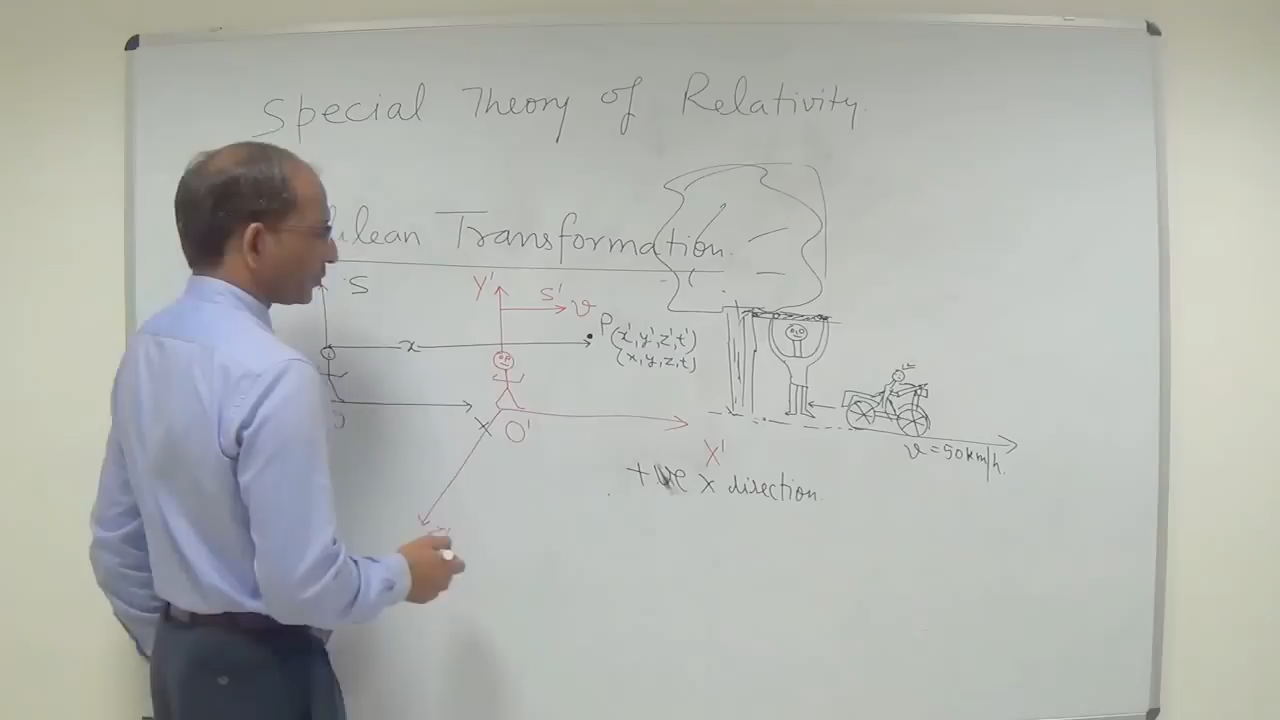 Special Theory of Relativity.
Transformation.
S
Y'
S'
v
P
(x', y', z', t')
(x, y, z, t)
x
X
O'
X'
v = 50 km/h.
+ve x direction